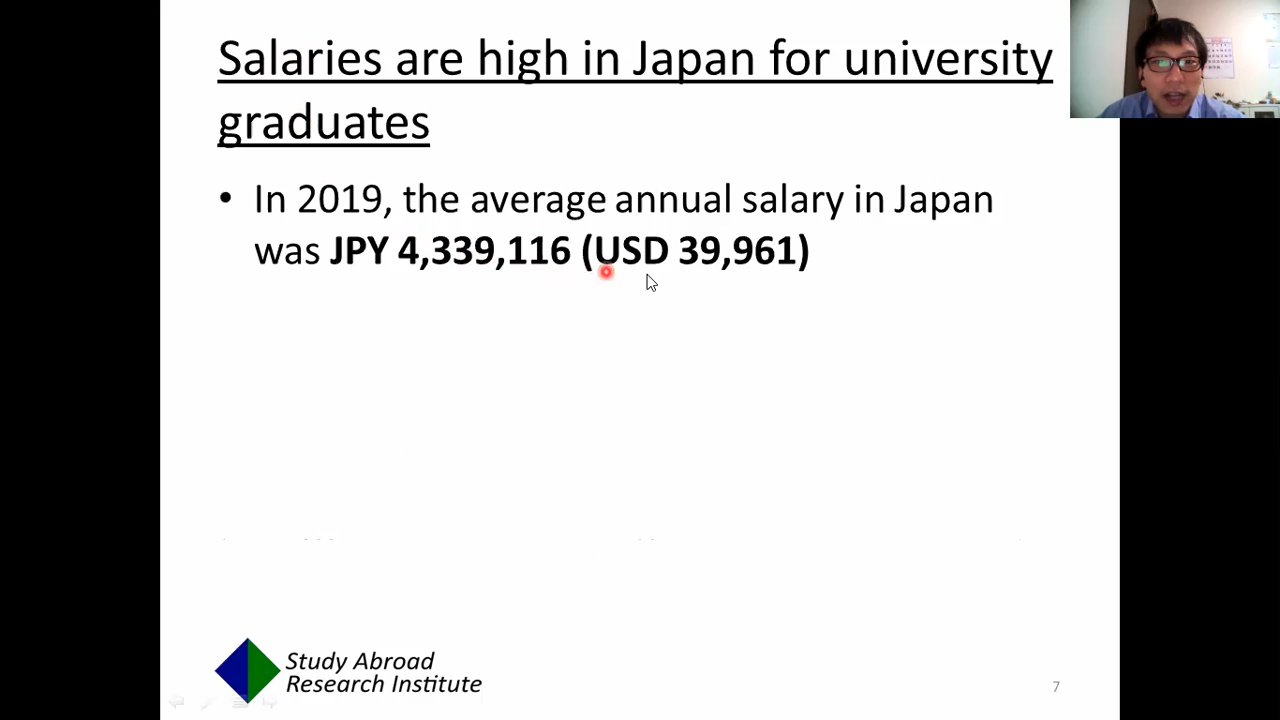 Salaries are high in Japan for university
graduates
• In 2019, the average annual salary in Japan
was JPY 4,339,116 (USD 39,961)
Study Abroad
Research Institute
7